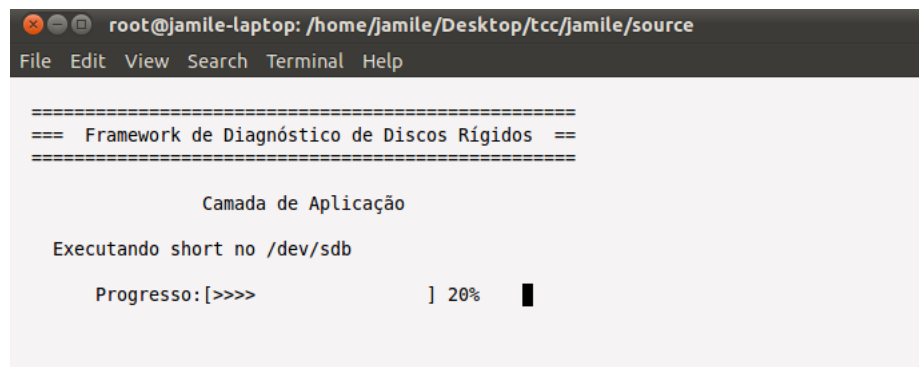 root@jamile-laptop: /home/jamile/Desktop/tcc/jamile/source
File Edit View Search Terminal Help
===================================================
=== Framework de Diagnóstico de Discos Rígidos ==
===================================================
Camada de Aplicação
Executando short no /dev/sdb
Progresso:[>>>> ] 20%